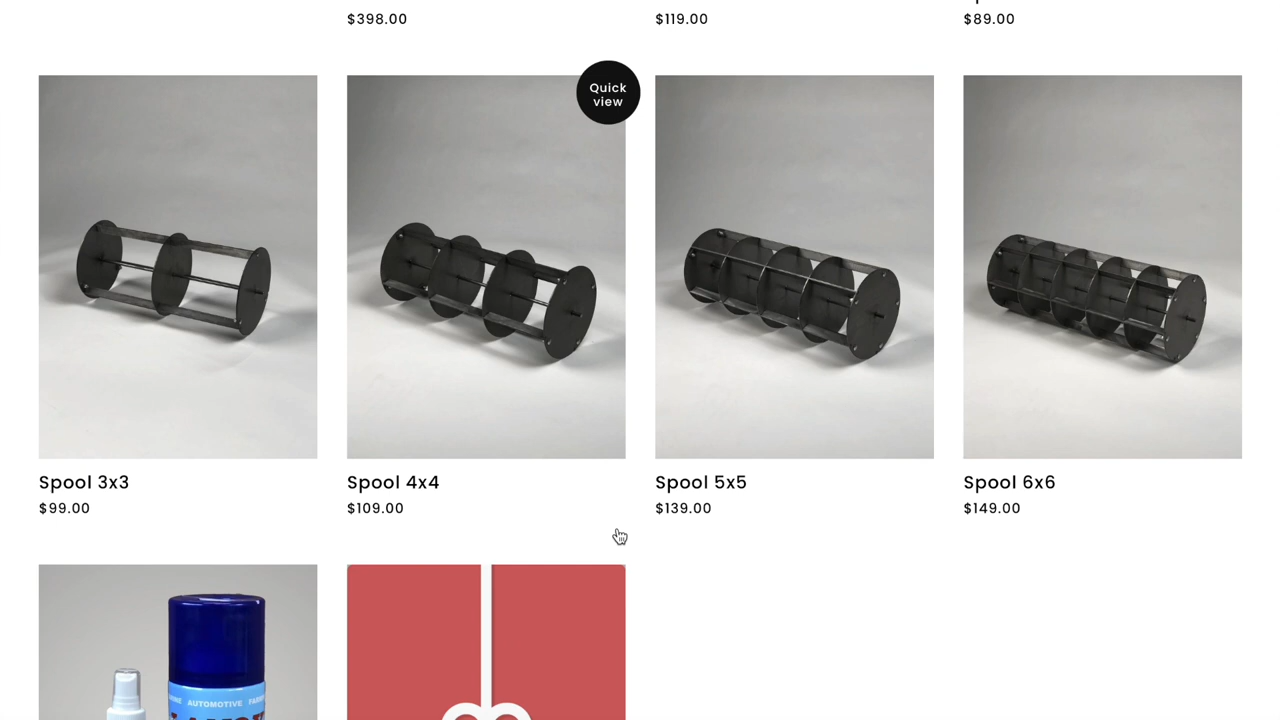 $398.00
$119.00
$89.00
Quick
view
Spool 3x3
$99.00
Spool 4x4
$109.00
Spool 5x5
$139.00
Spool 6x6
$149.00
AUTOMOTIVE